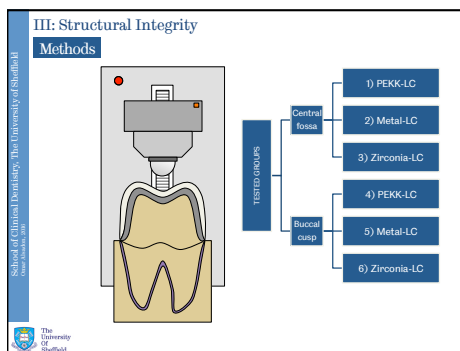 III: Structural Integrity
Methods
School of Clinical Dentistry, The University of Sheffield
TESTED GROUPS
Central
fossa
1) PEKK-LC
2) Metal-LC
3) Zirconia-LC
Buccal
cusp
4) PEKK-LC
5) Metal-LC
6) Zirconia-LC
The
University
Of
Sheffield